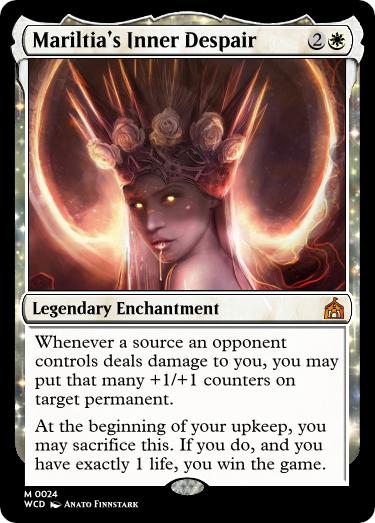 Mariltia's Inner Despair 2
Legendary Enchantment
Whenever a source an opponent
controls deals damage to you, you may
put that many +1/+1 counters on
target permanent.
At the beginning of your upkeep, you
may sacrifice this. If you do, and you
have exactly 1 life, you win the game.
M 0024
WCD Anato Finnstark